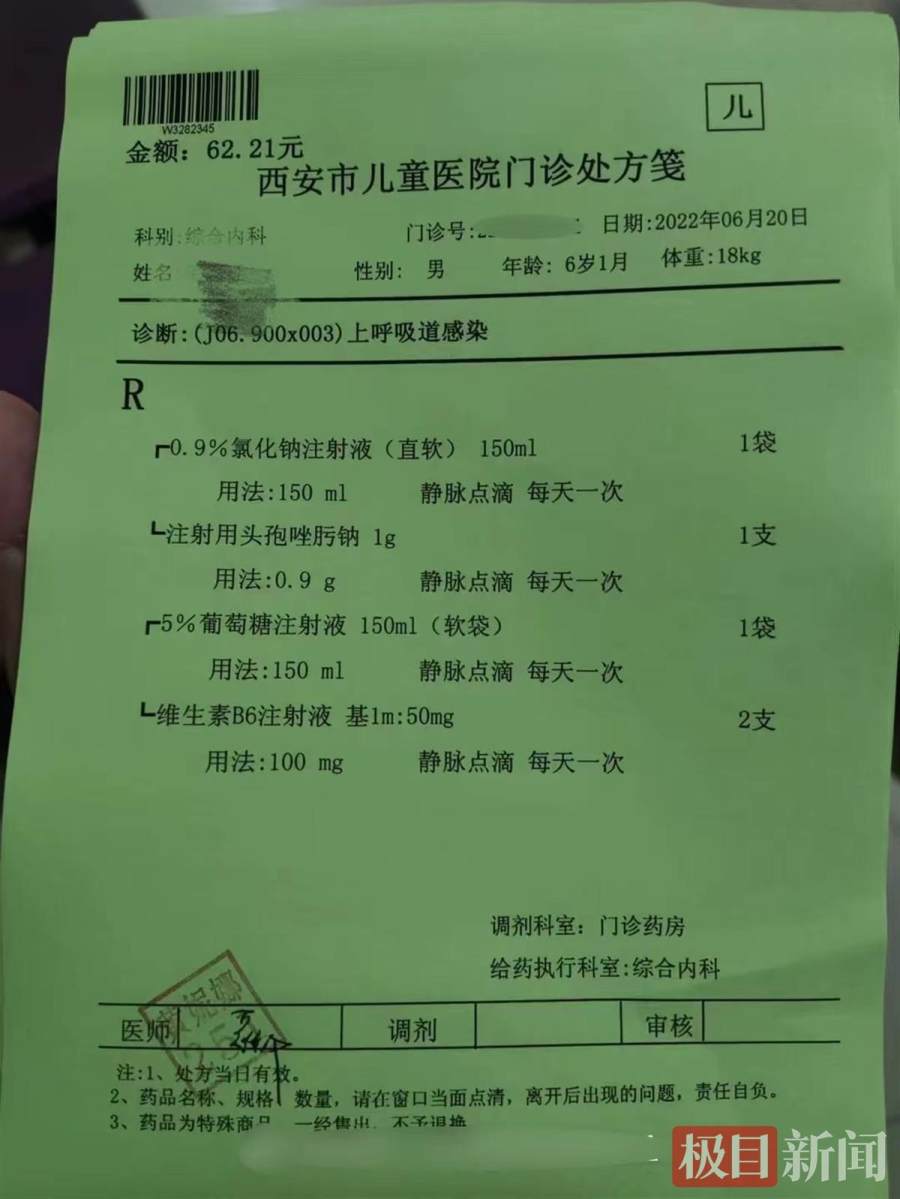 W3282345
儿
金额：62.21元
西安市儿童医院门诊处方笺
科别:综合内科 门诊号: 日期:2022年06月20日
姓名 性别: 男 年龄: 6岁1月 体重:18kg
诊断:(J06.900x003)上呼吸道感染
R
┏0.9%氯化钠注射液（直软） 150ml 1袋
用法:150 ml 静脉点滴 每天一次
┗注射用头孢唑肟钠 1g 1支
用法:0.9 g 静脉点滴 每天一次
┏5%葡萄糖注射液 150ml（软袋） 1袋
用法:150 ml 静脉点滴 每天一次
┗维生素B6注射液 基1m:50mg 2支
用法:100 mg 静脉点滴 每天一次
调剂科室: 门诊药房
给药执行科室:综合内科
医师 调剂 审核
注:1、处方当日有效。
2、药品名称、规格、数量，请在窗口当面点清，离开后出现的问题，责任自负。
3、药品为特殊商品，一经售出，不予退换
极目新闻